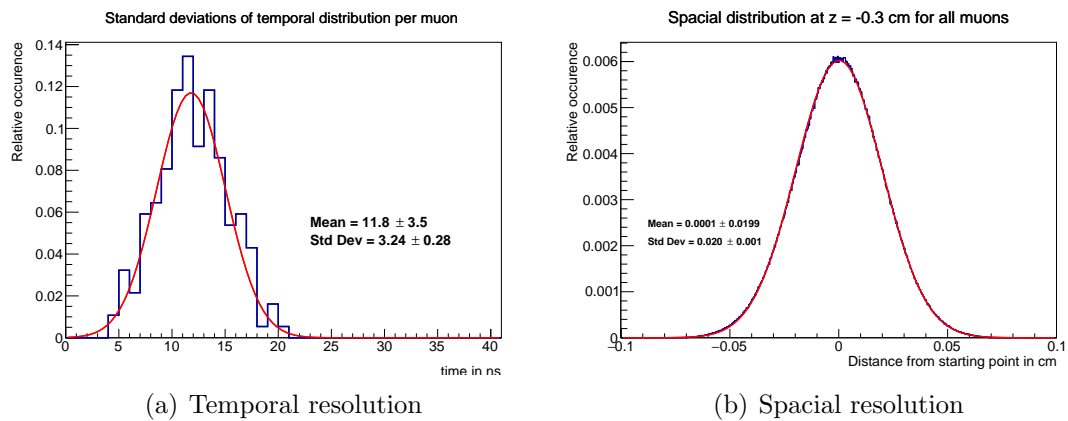 Standard deviations of temporal distribution per muon
Relative occurence
0.14
0.12
0.1
0.08
0.06
0.04
0.02
0
Mean = 11.8 ± 3.5
Std Dev = 3.24 ± 0.28
0 5 10 15 20 25 30 35 40
time in ns
(a) Temporal resolution
Spacial distribution at z = -0.3 cm for all muons
Relative occurence
0.006
0.005
0.004
0.003
0.002
0.001
0
Mean = 0.0001 ± 0.0199
Std Dev = 0.020 ± 0.001
−0.1 −0.05 0 0.05 0.1
Distance from starting point in cm
(b) Spacial resolution